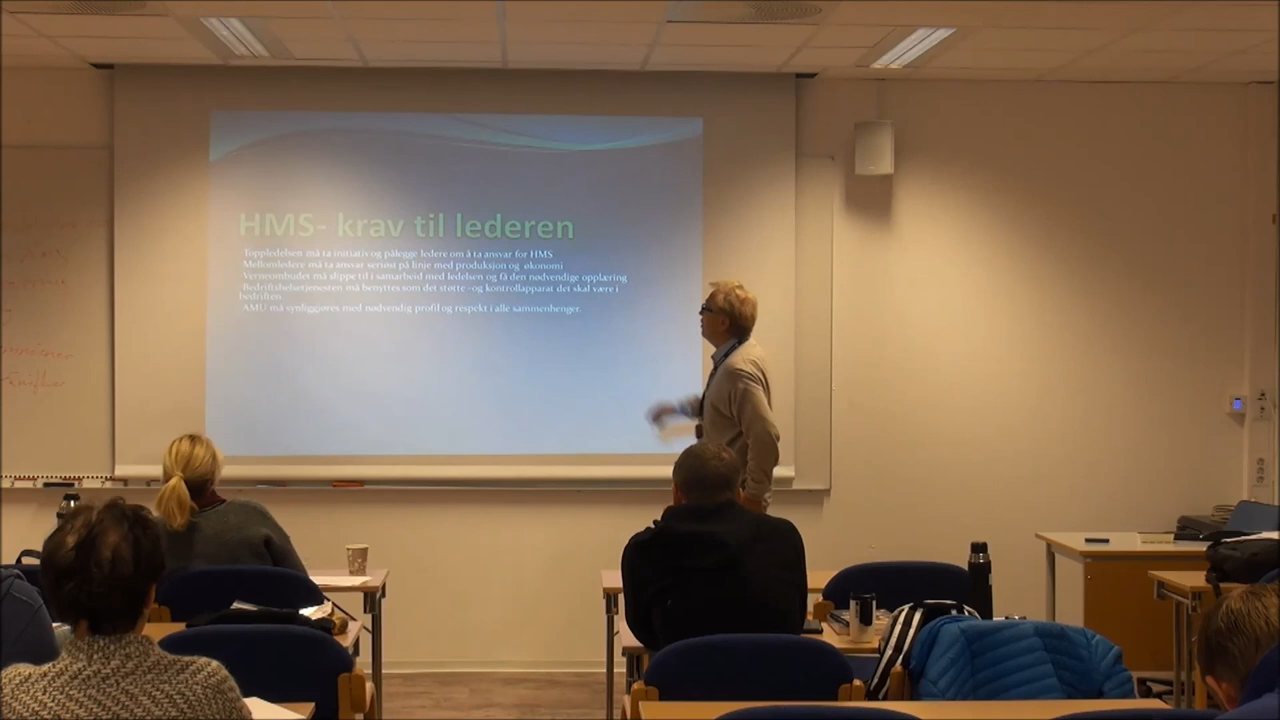 HMS- krav til lederen
Toppledelsen må ta initiativ og pålegge ledere om å ta ansvar for HMS
Mellomledere må ta ansvar seriøst på linje med produksjon og økonomi
Verneombudet må slippe til i samarbeid med ledelsen og få den nødvendige opplæring
Bedriftshelsetjenesten må benyttes som det støtte -og kontrollapparat det skal være i
bedriften
AMU må synliggjøres med nødvendig profil og respekt i alle sammenhenger.